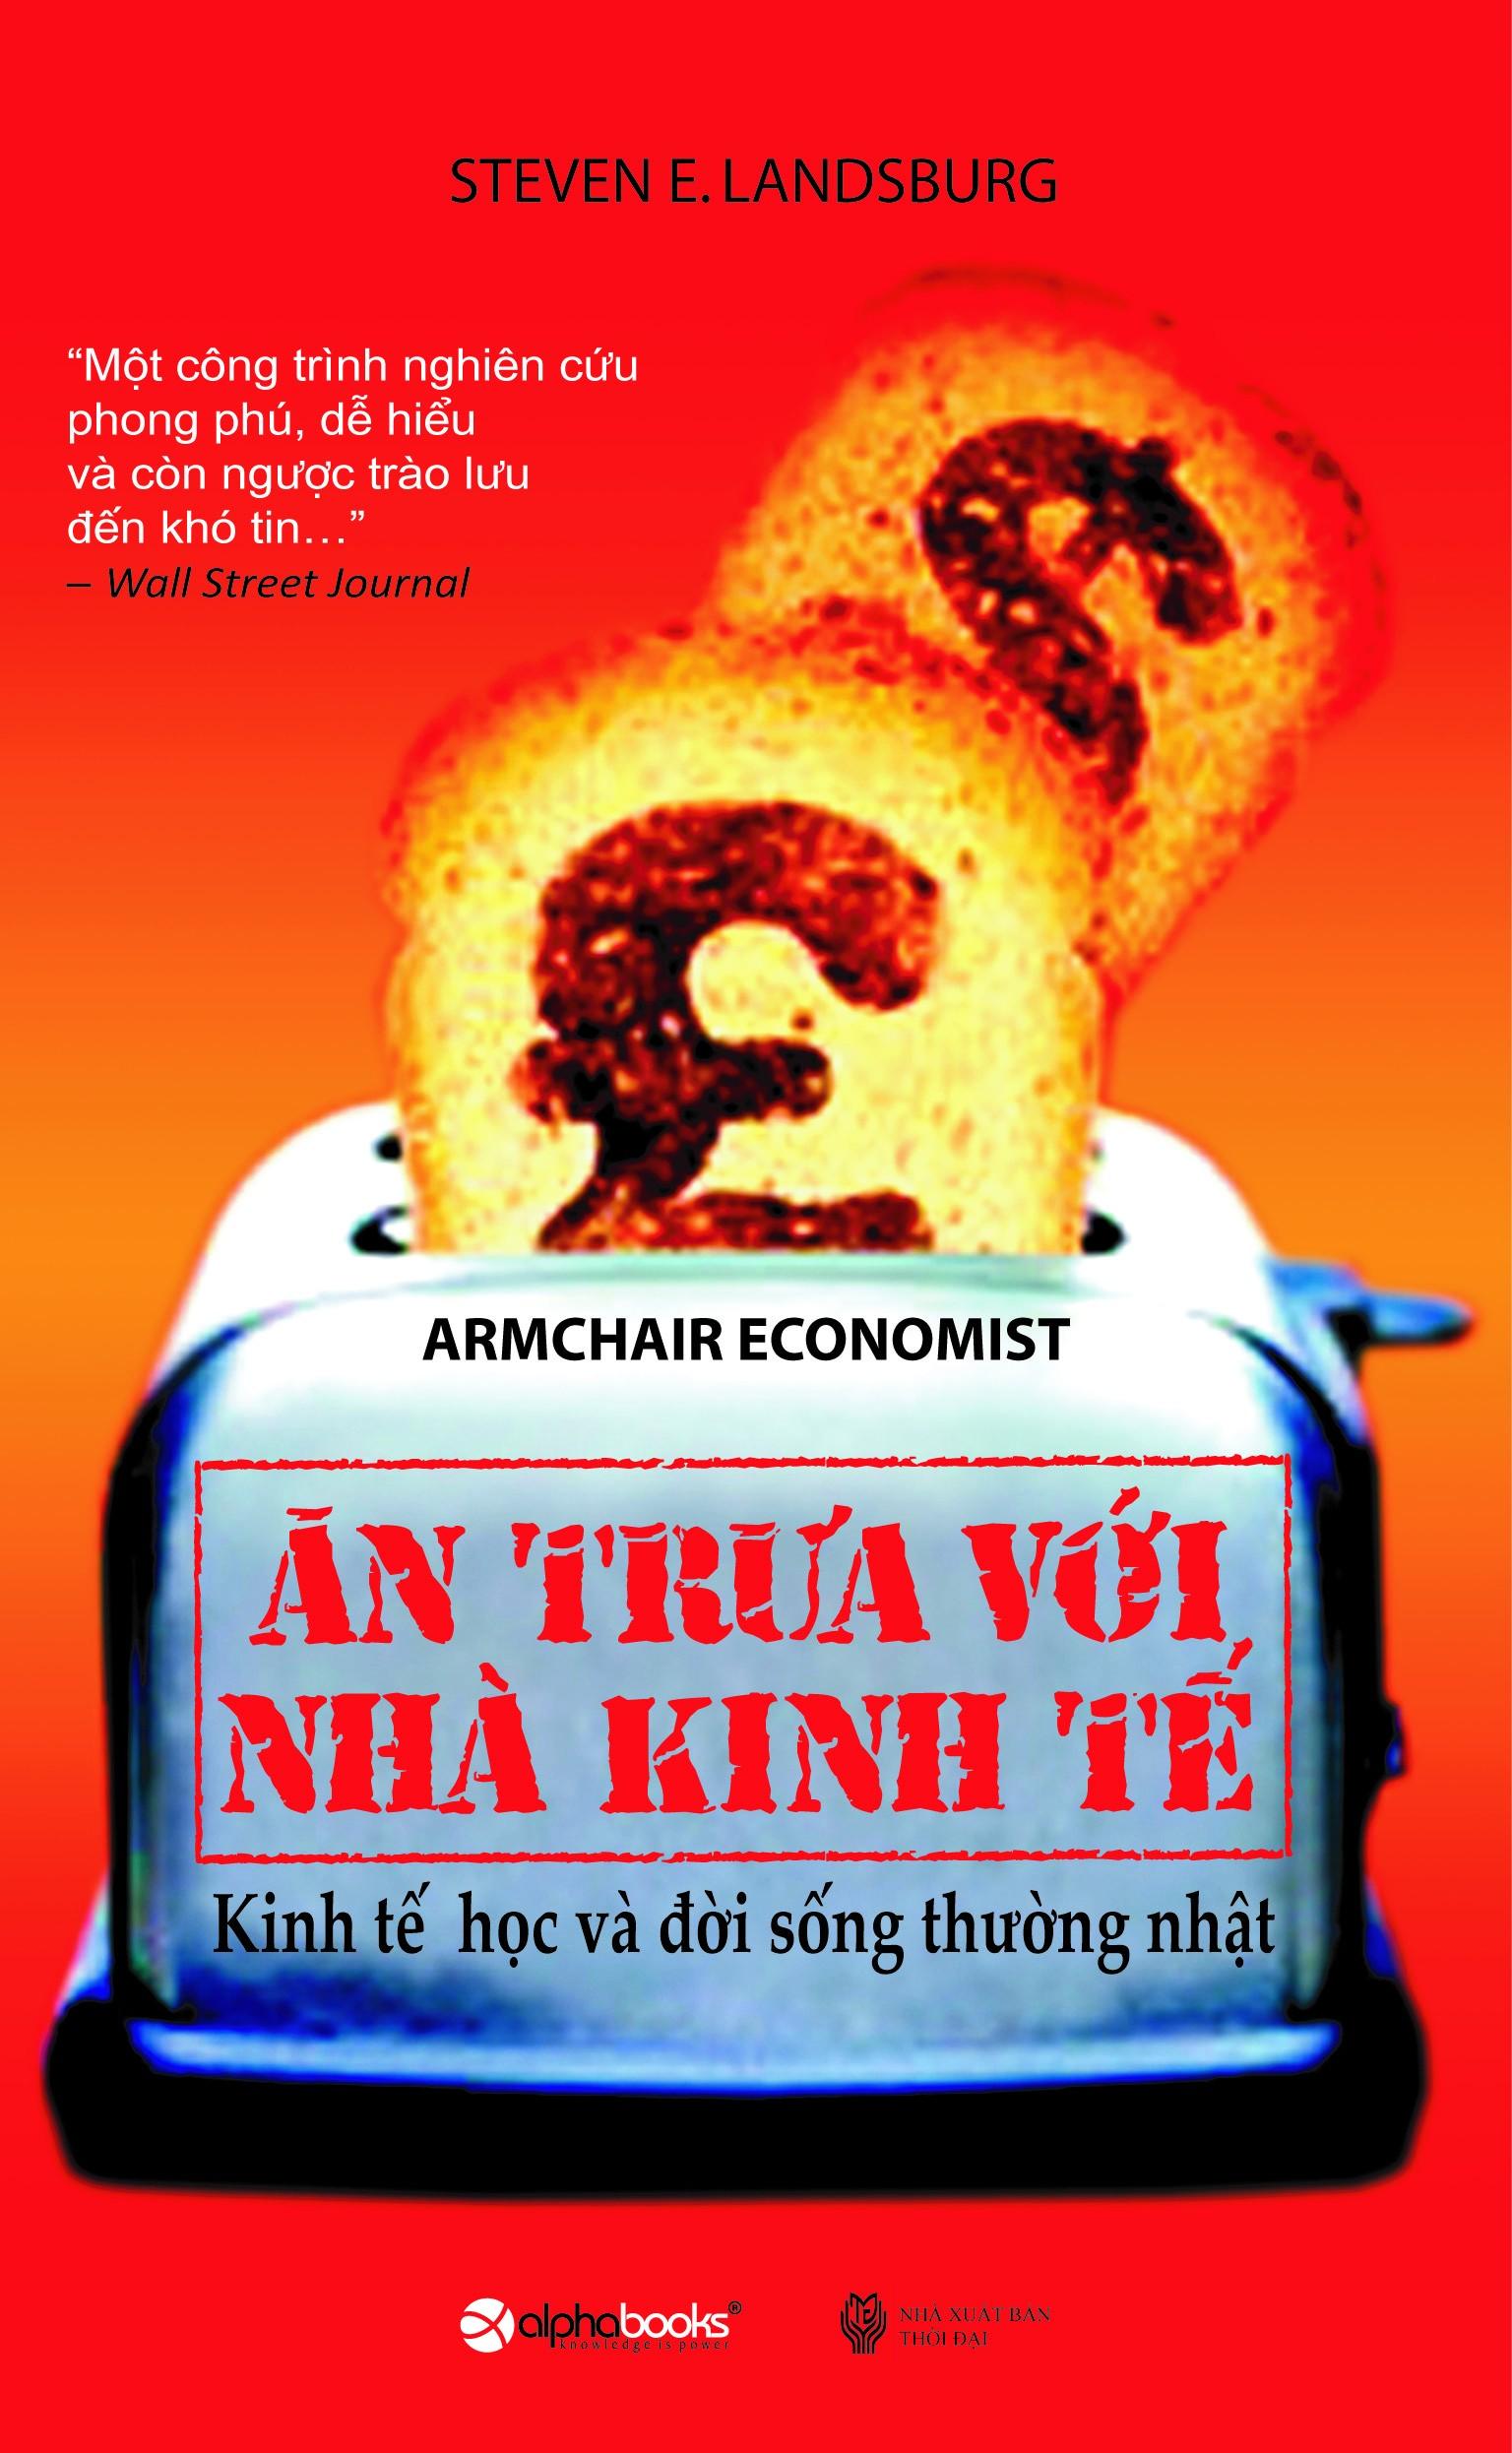 STEVEN E. LANDSBURG
“Một công trình nghiên cứu
phong phú, dễ hiểu
và còn ngược trào lưu
đến khó tin…”
– Wall Street Journal
ARMCHAIR ECONOMIST
ĂN TRƯA VỚI
NHÀ KINH TẾ
Kinh tế học và đời sống thường nhật
alphabooks®
knowledge is power
NHÀ XUẤT BẢN
THỜI ĐẠI